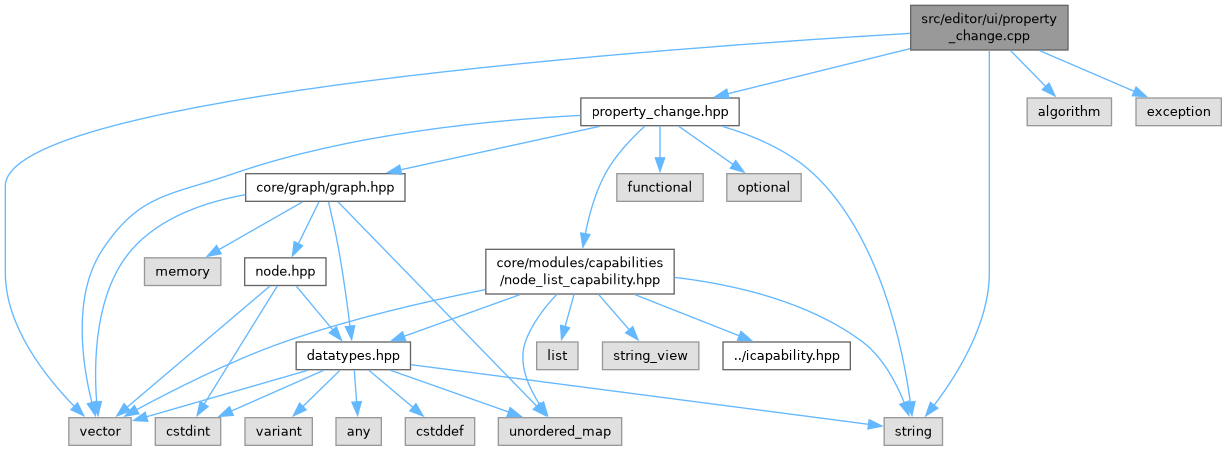 src/editor/ui/property
_change.cpp
property_change.hpp
algorithm
exception
core/graph/graph.hpp
functional
optional
memory
node.hpp
core/modules/capabilities
/node_list_capability.hpp
datatypes.hpp
list
string_view
../icapability.hpp
vector
cstdint
variant
any
cstddef
unordered_map
string